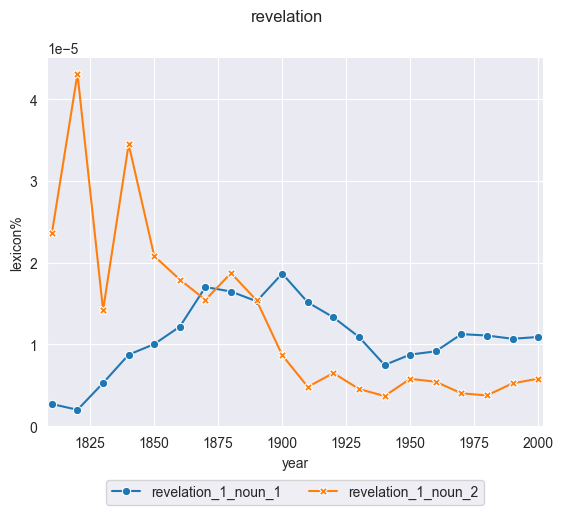 revelation
1e−5
4
3
2
1
0
lexicon%
1825 1850 1875 1900 1925 1950 1975 2000
year
revelation_1_noun_1 revelation_1_noun_2